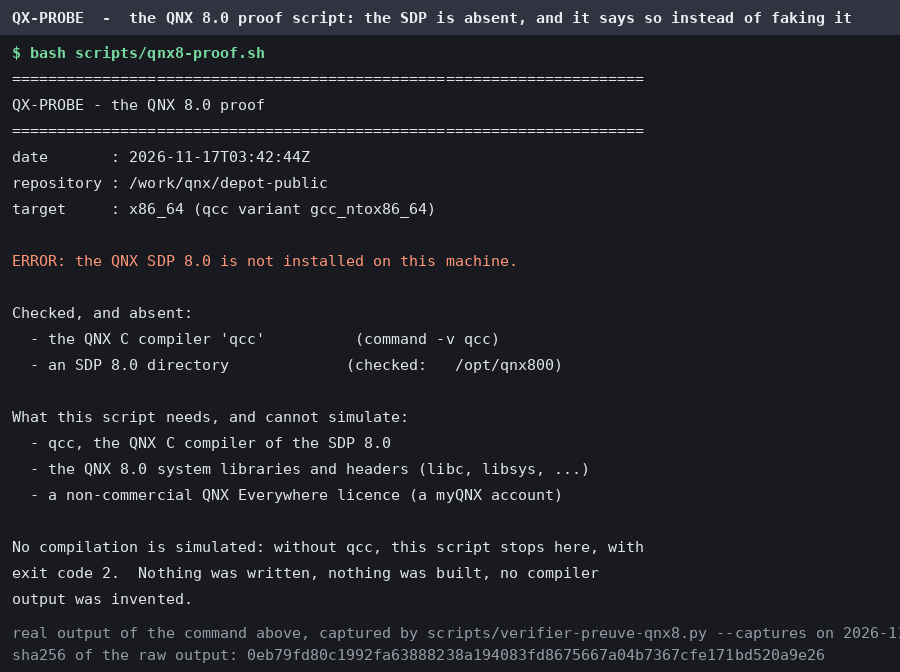 QX-PROBE  -  the QNX 8.0 proof script: the SDP is absent, and it says so instead of faking it
$ bash scripts/qnx8-proof.sh
======================================================================
QX-PROBE - the QNX 8.0 proof
======================================================================
date       : 2026-11-17T03:42:44Z
repository : /work/qnx/depot-public
target     : x86_64 (qcc variant gcc_ntox86_64)
ERROR: the QNX SDP 8.0 is not installed on this machine.
Checked, and absent:
  - the QNX C compiler 'qcc'          (command -v qcc)
  - an SDP 8.0 directory             (checked:   /opt/qnx800)
What this script needs, and cannot simulate:
  - qcc, the QNX C compiler of the SDP 8.0
  - the QNX 8.0 system libraries and headers (libc, libsys, ...)
  - a non-commercial QNX Everywhere licence (a myQNX account)
No compilation is simulated: without qcc, this script stops here, with
exit code 2.  Nothing was written, nothing was built, no compiler
output was invented.
real output of the command above, captured by scripts/verifier-preuve-qnx8.py --captures on 2026-11
sha256 of the raw output: 0eb79fd80c1992fa63888238a194083fd8675667a04b7367cfe171bd520a9e26